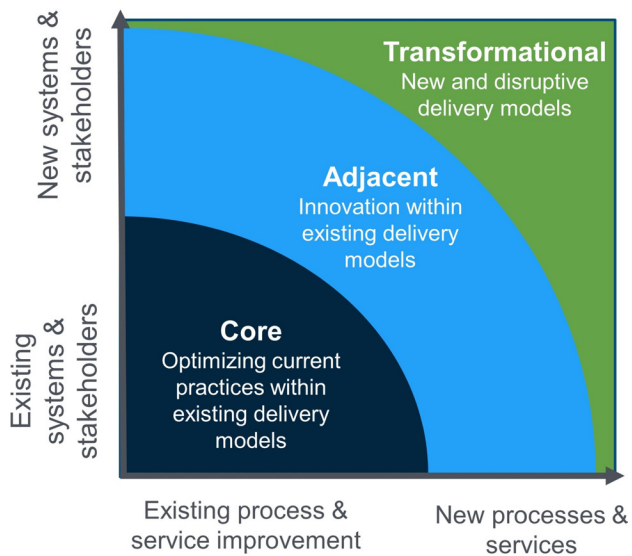 New systems &
stakeholders
Transformational
New and disruptive
delivery models
Adjacent
Innovation within
existing delivery
models
Existing
systems &
stakeholders
Core
Optimizing current
practices within
existing delivery
models
Existing process &
service improvement
New processes &
services